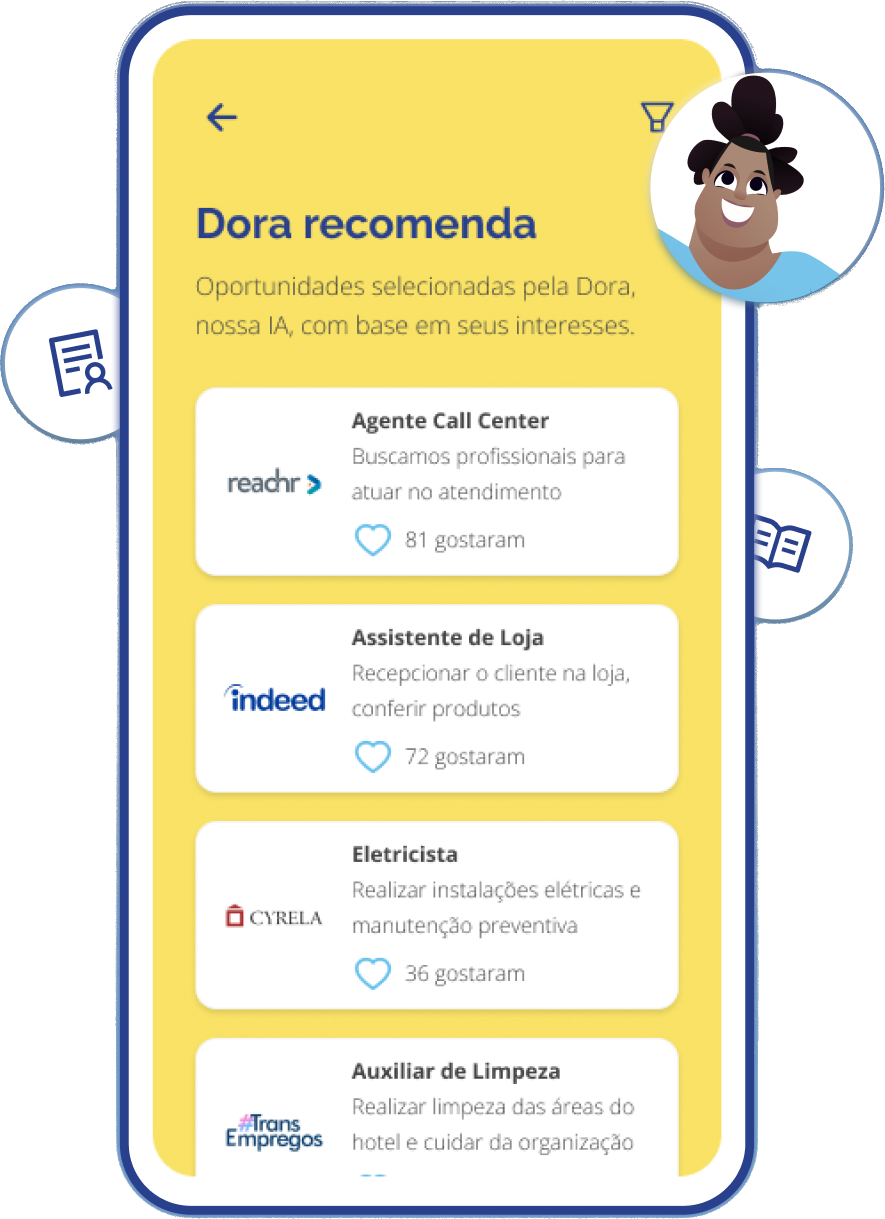 Dora recomenda
Oportunidades selecionadas pela Dora,
nossa IA, com base em seus interesses.
Agente Call Center
Buscamos profissionais para
atuar no atendimento
reachr
81 gostaram
Assistente de Loja
Recepcionar o cliente na loja,
conferir produtos
indeed
72 gostaram
Eletricista
Realizar instalações elétricas e
manutenção preventiva
CYRELA
36 gostaram
Auxiliar de Limpeza
Realizar limpeza das áreas do
hotel e cuidar da organização
#Trans
Empregos